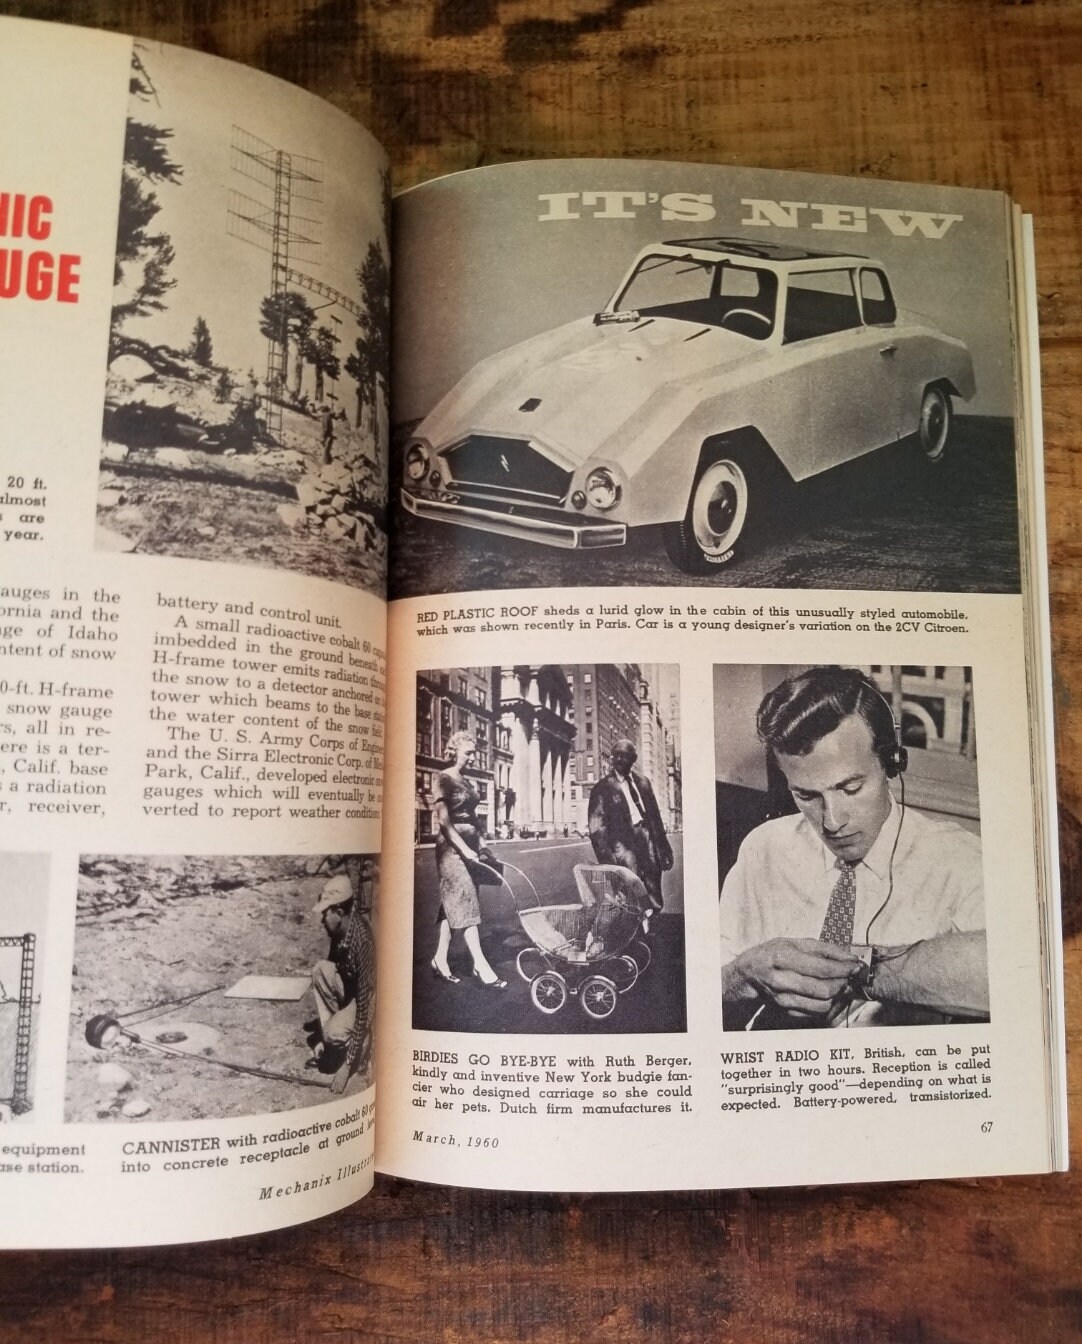 NIC
UGE
20 ft.
almost
are
year.
auges in the
ornia and the
ge of Idaho
ntent of snow
0-ft. H-frame
snow gauge
rs, all in re-
ere is a ter-
, Calif. base
s a radiation
r, receiver,
battery and control unit.
A small radioactive cobalt 60
imbedded in the ground beneath
H-frame tower emits radiation
the snow to a detector anchored
tower which beams to the base
the water content of the snow
The U. S. Army Corps of
and the Sirra Electronic Corp. of
Park, Calif., developed electronic
gauges which will eventually be
verted to report weather
equipment
ase station.
CANNISTER with radioactive cobalt 60
into concrete receptacle at ground
Mechanix
IT'S NEW
RED PLASTIC ROOF sheds a lurid glow in the cabin of this unusually styled automobile,
which was shown recently in Paris. Car is a young designer's variation on the 2CV Citroen.
BIRDIES GO BYE-BYE with Ruth Berger,
kindly and inventive New York budgie fan-
cier who designed carriage so she could
air her pets. Dutch firm manufactures it.
WRIST RADIO KIT, British, can be put
together in two hours. Reception is called
"surprisingly good"—depending on what is
expected. Battery-powered, transistorized.
March, 1960
67